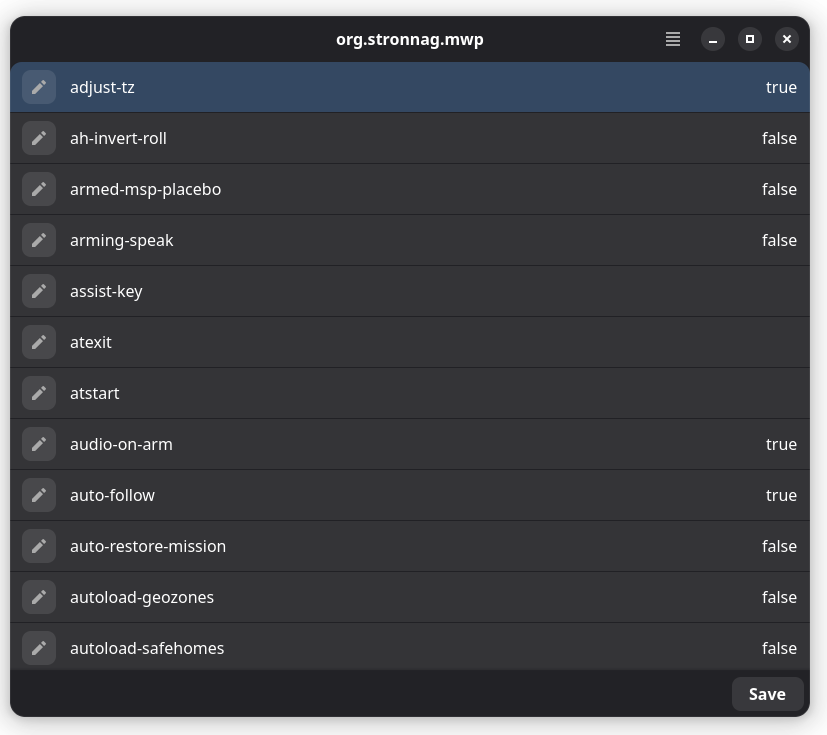 org.stronnag.mwp
adjust-tz true
ah-invert-roll false
armed-msp-placebo false
arming-speak false
assist-key
atexit
atstart
audio-on-arm true
auto-follow true
auto-restore-mission false
autoload-geozones false
autoload-safehomes false
Save